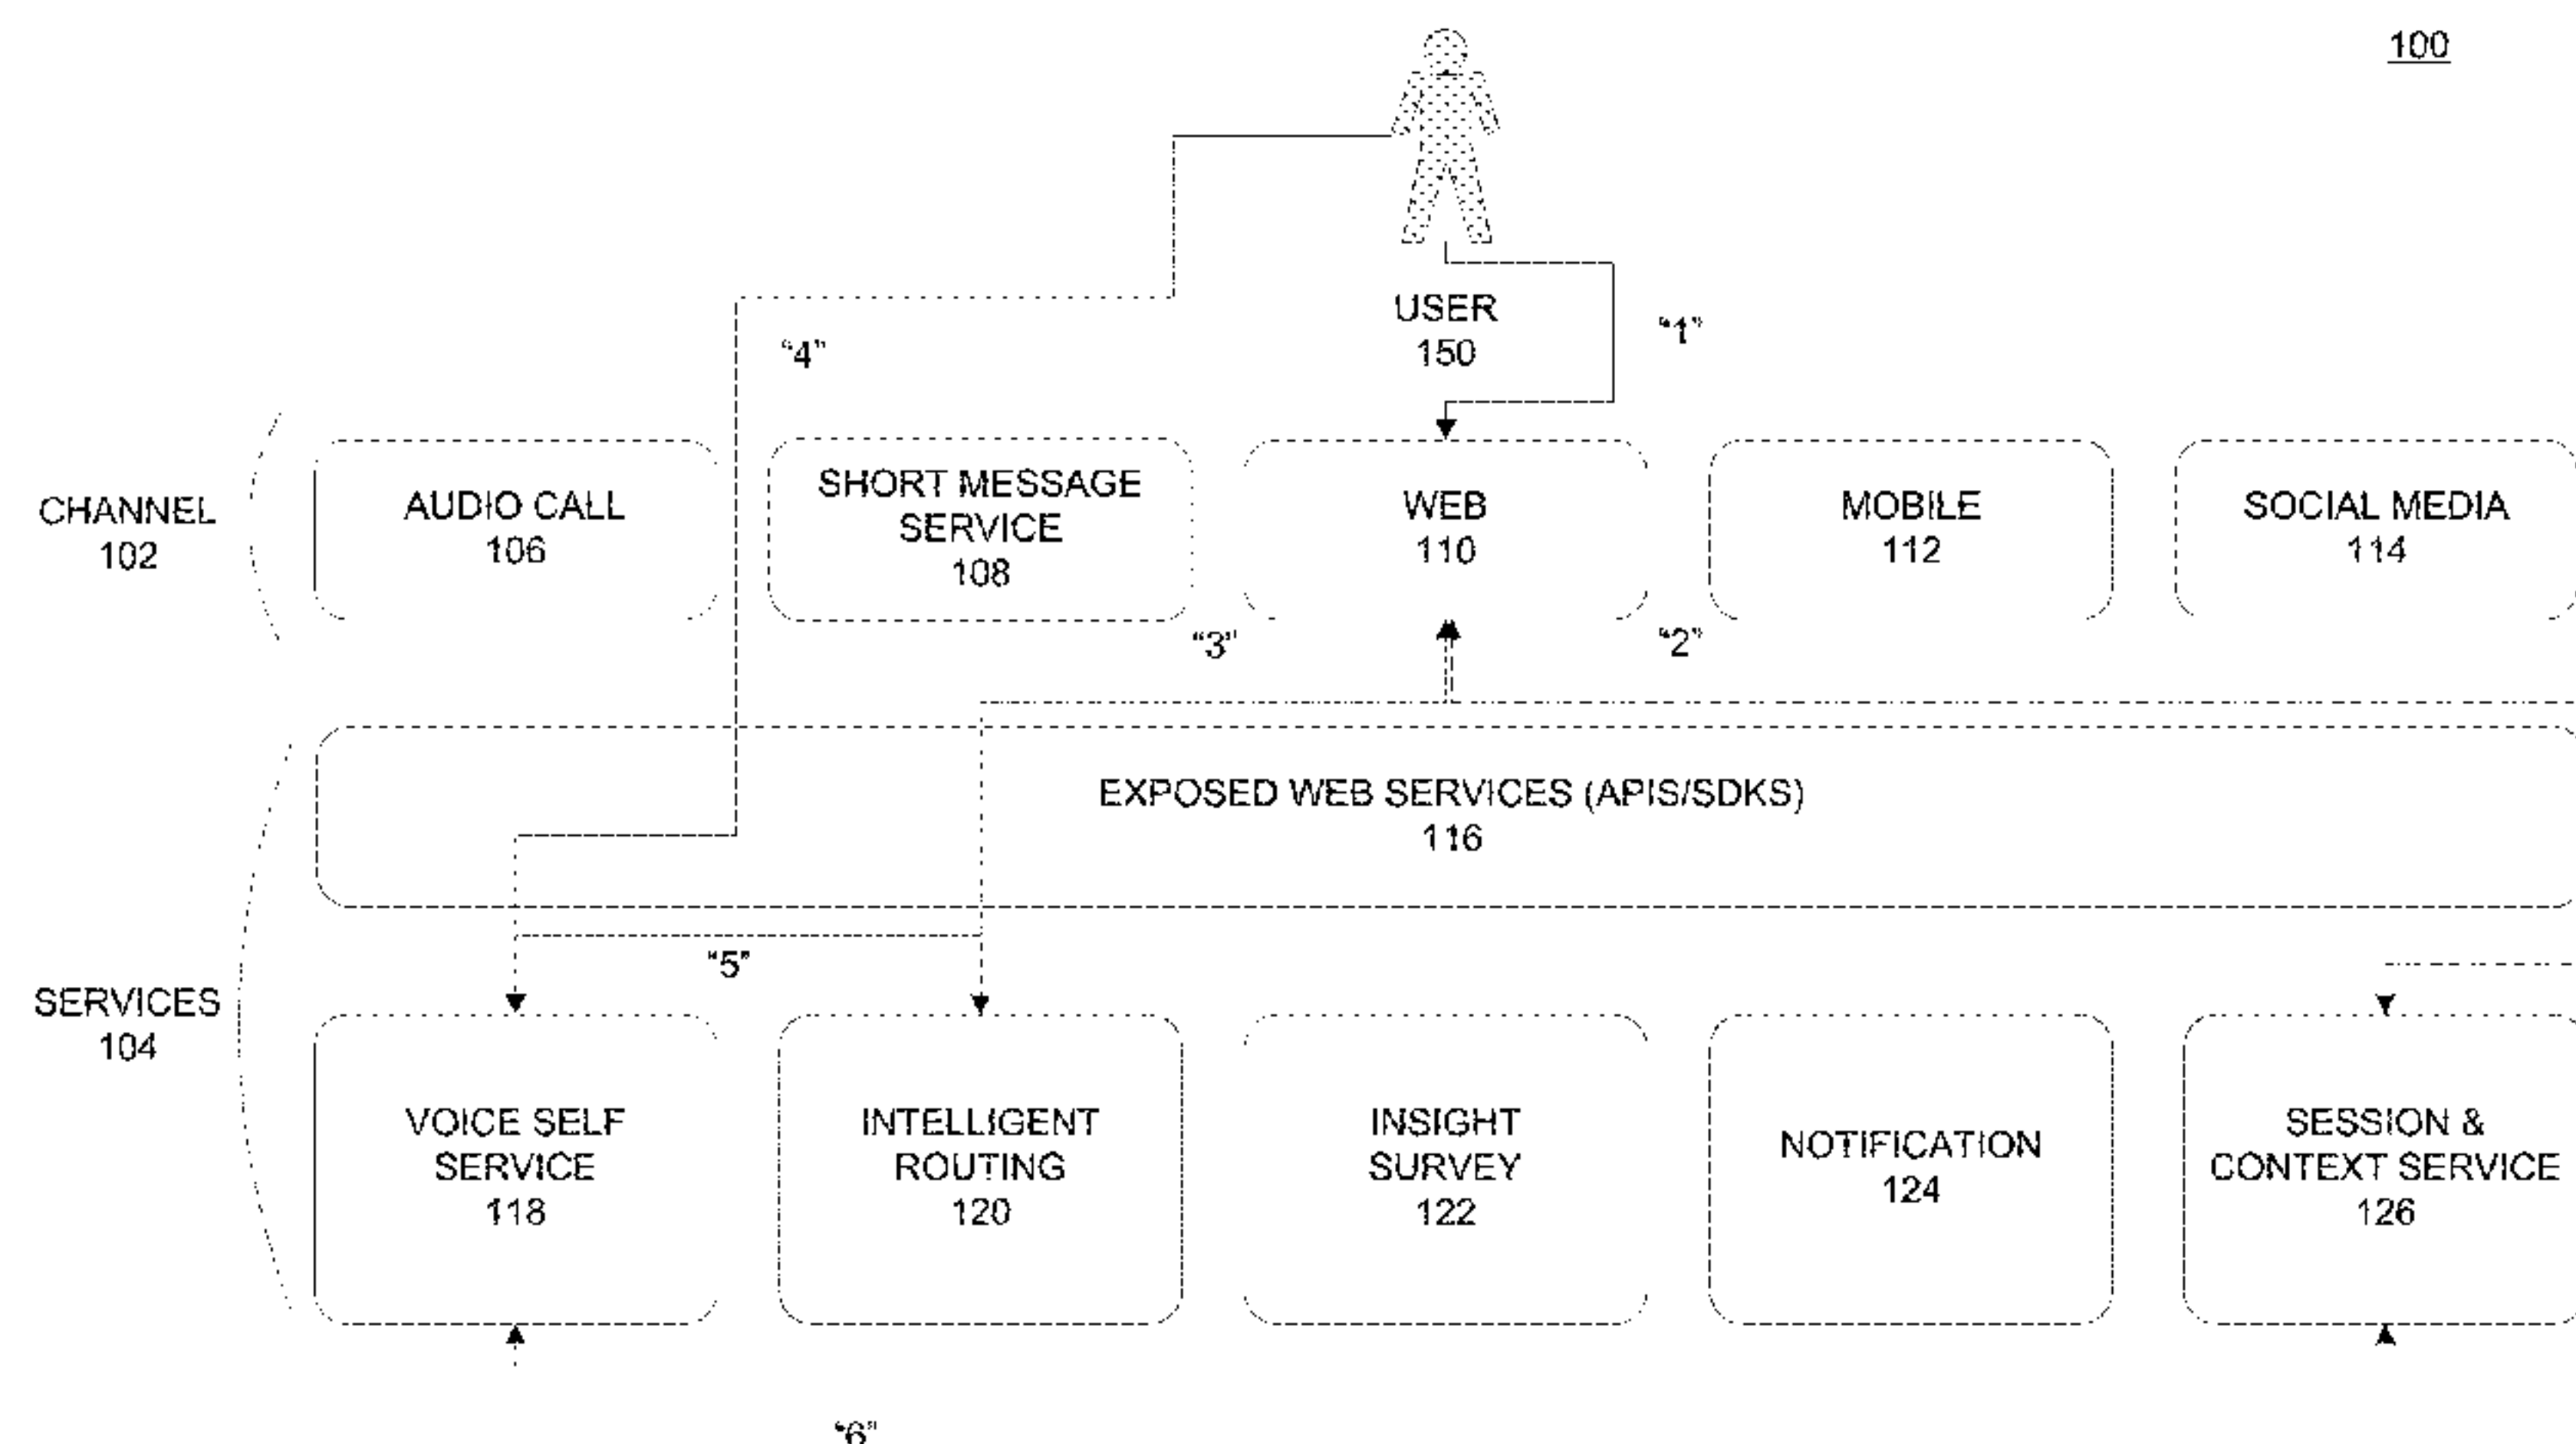 100
USER
150
"1"
"4"
CHANNEL
102
AUDIO CALL
106
SHORT MESSAGE
SERVICE
108
WEB
110
MOBILE
112
SOCIAL MEDIA
114
"3"
"2"
EXPOSED WEB SERVICES (APIS/SDKS)
116
"5"
SERVICES
104
VOICE SELF
SERVICE
118
INTELLIGENT
ROUTING
120
INSIGHT
SURVEY
122
NOTIFICATION
124
SESSION &
CONTEXT SERVICE
126
"6"